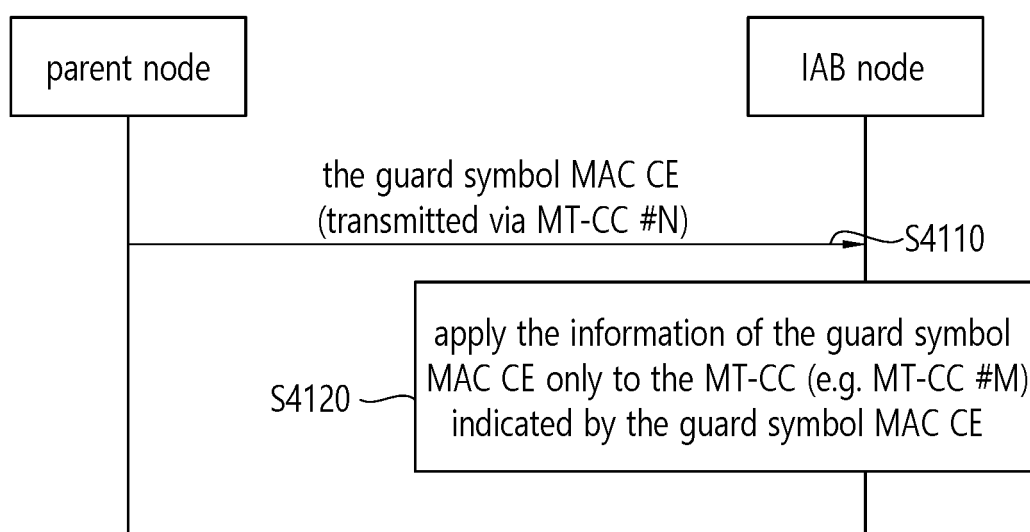 parent node
IAB node
the guard symbol MAC CE
(transmitted via MT-CC #N)
S4110
apply the information of the guard symbol
MAC CE only to the MT-CC (e.g. MT-CC #M)
indicated by the guard symbol MAC CE
S4120